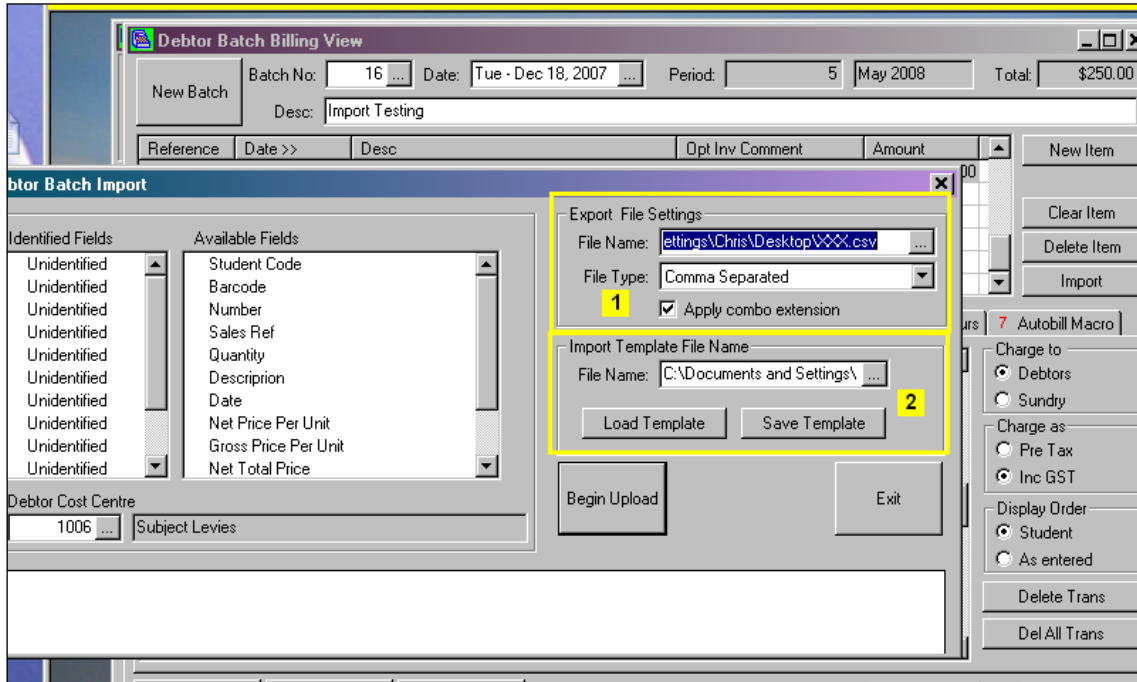 Debtor Batch Billing View
New Batch
Batch No: 16 ... Date: Tue - Dec 18, 2007 ... Period: 5 May 2008 Total: $250.00
Desc: Import Testing
Reference Date >> Desc Opt Inv Comment Amount
New Item
Clear Item
Delete Item
Import
7 Autobill Macro
Charge to
Debtors
Sundry
Charge as
Pre Tax
Inc GST
Display Order
Student
As entered
Delete Trans
Del All Trans
btor Batch Import
Identified Fields
Unidentified
Unidentified
Unidentified
Unidentified
Unidentified
Unidentified
Unidentified
Unidentified
Unidentified
Unidentified
Available Fields
Student Code
Barcode
Number
Sales Ref
Quantity
Descriprion
Date
Net Price Per Unit
Gross Price Per Unit
Net Total Price
Debtor Cost Centre
1006 ... Subject Levies
Export File Settings
File Name: ettings\Chris\Desktop\XXX.csv ...
File Type: Comma Separated
1
Apply combo extension
Import Template File Name
File Name: C:\Documents and Settings\ ...
2
Load Template Save Template
Begin Upload
Exit